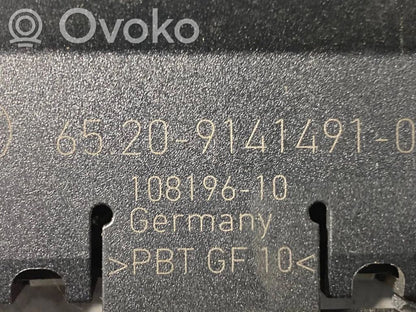 Ovoko
65.20-9141491-0
108196-10
Germany
>PBT GF 10<